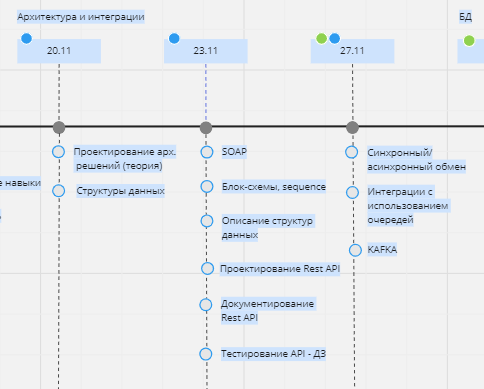 Архитектура и интеграции
БД
20.11
23.11
27.11
е навыки
Проектирование арх.
решений (теория)
Структуры данных
SOAP
Блок-схемы, sequence
Описание структур
данных
Проектирование Rest API
Документирование
Rest API
Тестирование API - ДЗ
Синхронный/
асинхронный обмен
Интеграции с
использованием
очередей
KAFKA